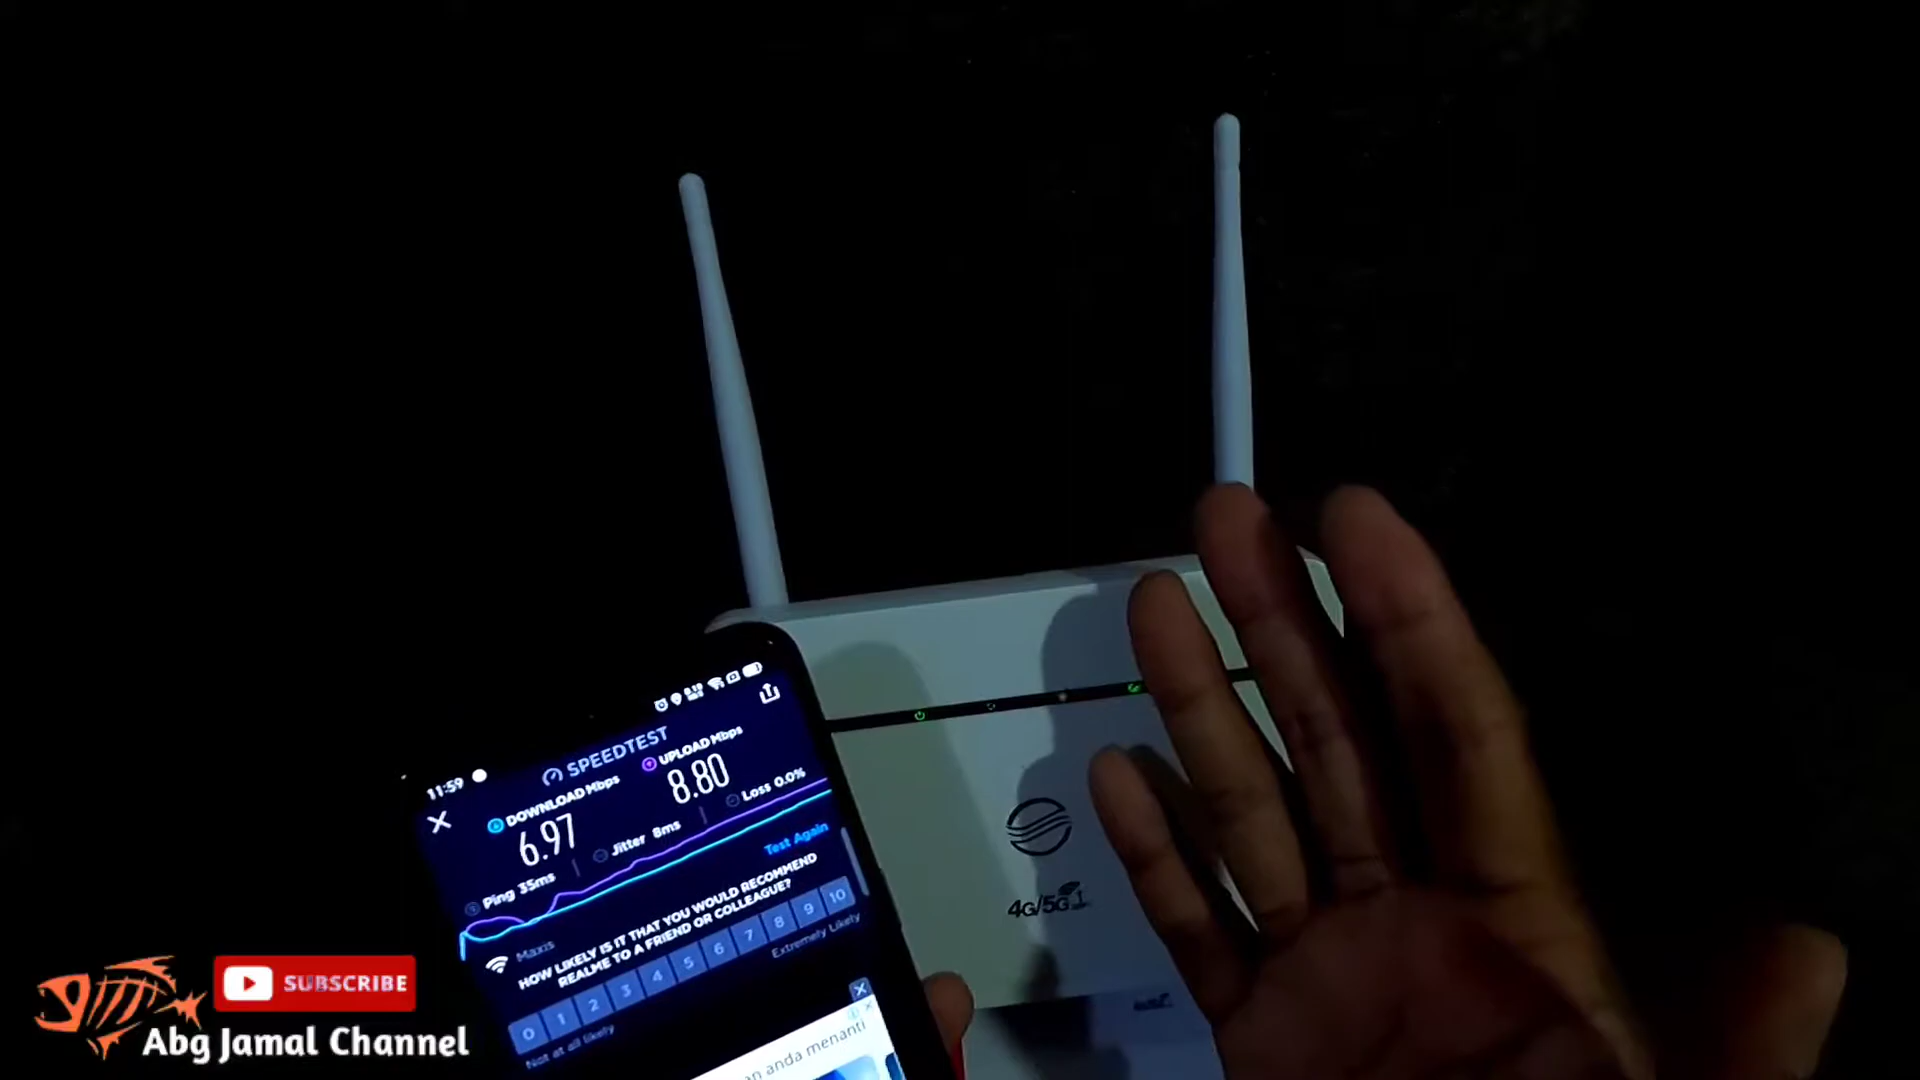 11:59
SPEEDTEST
DOWNLOAD Mbps
6.97
UPLOAD Mbps
8.80
Ping 35ms
Jitter 8ms
Loss 0.0%
Test Again
Maxis
HOW LIKELY IS IT THAT YOU WOULD RECOMMEND
REALME TO A FRIEND OR COLLEAGUE?
0 1 2 3 4 5 6 7 8 9 10
Not at all likely
Extremely Likely
an anda menanti
4G/5G
SUBSCRIBE
Abg Jamal Channel